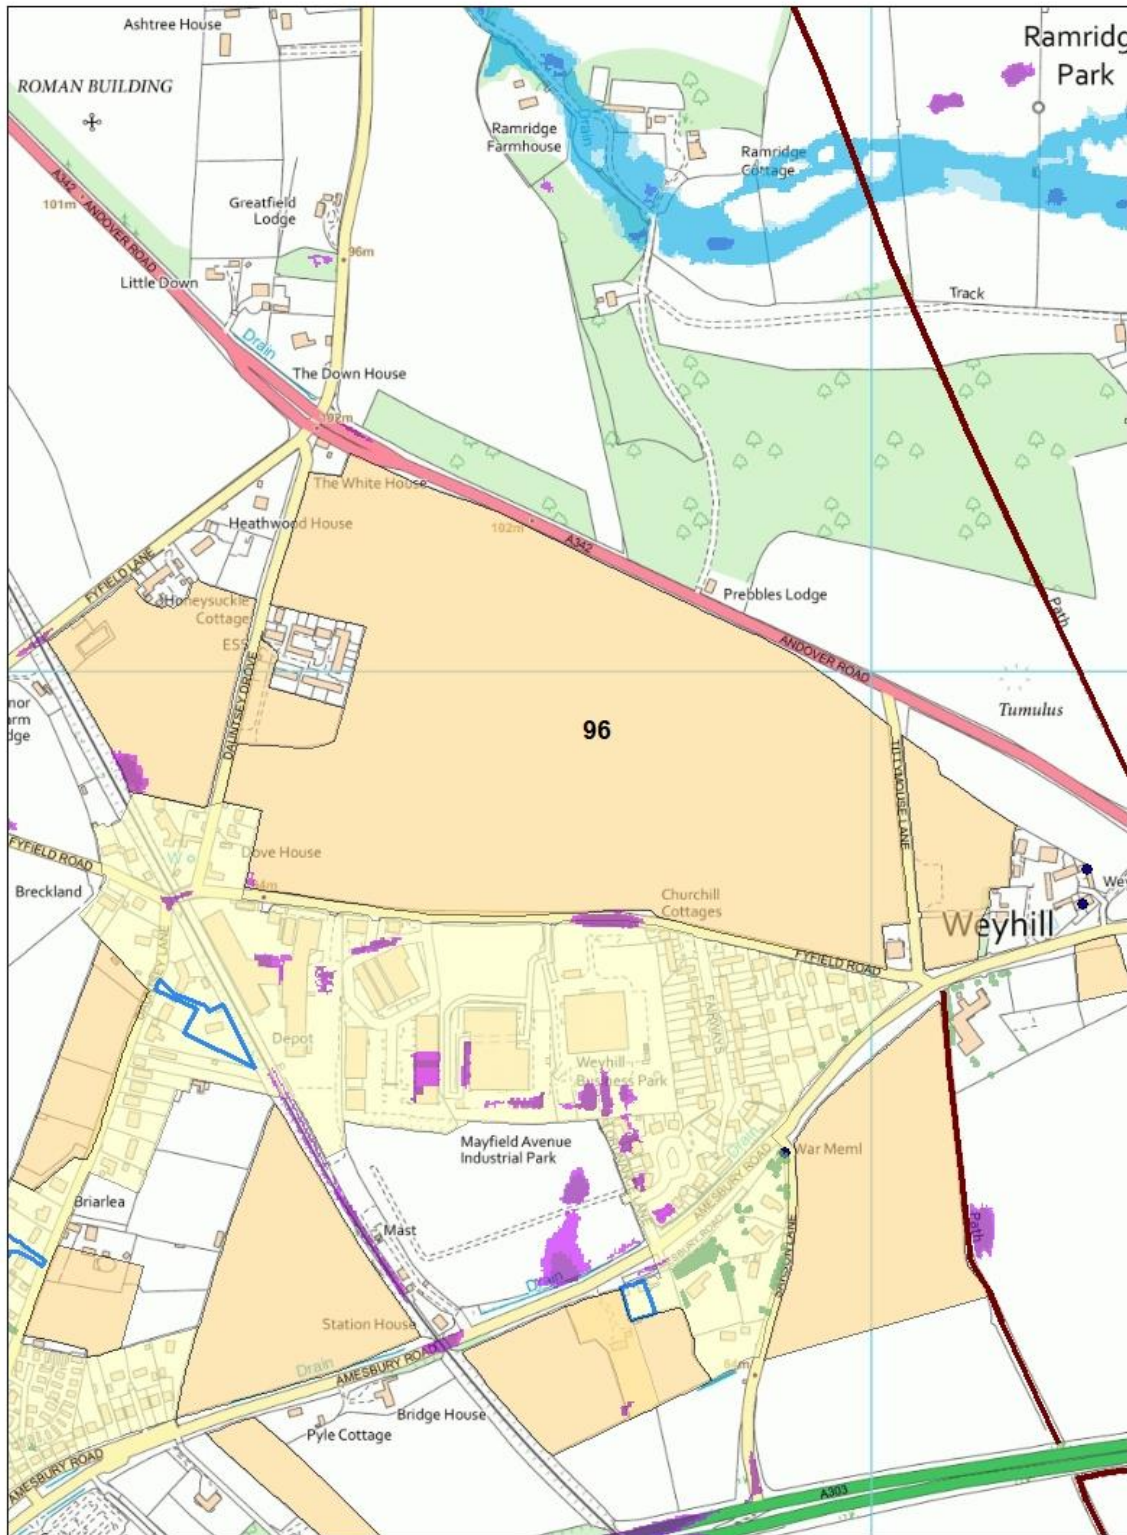 Ashtree House
Ramridg
Park
ROMAN BUILDING
Ramridge
Farmhouse
Drain
Ramridge
Cottage
A342
101m
ANDOVER ROAD
Greatfield
Lodge
96m
Little Down
Track
Drain
The Down House
102m
The White House
Heathwood House
102m
A342
FYFIELD LANE
Honeysuckle
Cottage
ESS
Prebbles Lodge
Path
ANDOVER ROAD
DAUNTSEY DROVE
Tumulus
96
TILLYMOUSE LANE
FYFIELD ROAD
Dove House
Breckland
Churchill
Cottages
Weyhill
FYFIELD ROAD
FAIRWAYS
Depot
Weyhill
Business Park
Mayfield Avenue
Industrial Park
Drain
AMESBURY ROAD
War Meml
Briarlea
Mast
Path
SARSON LANE
Drain
Station House
Drain
AMESBURY ROAD
84m
Bridge House
Pyle Cottage
AMESBURY ROAD
A303